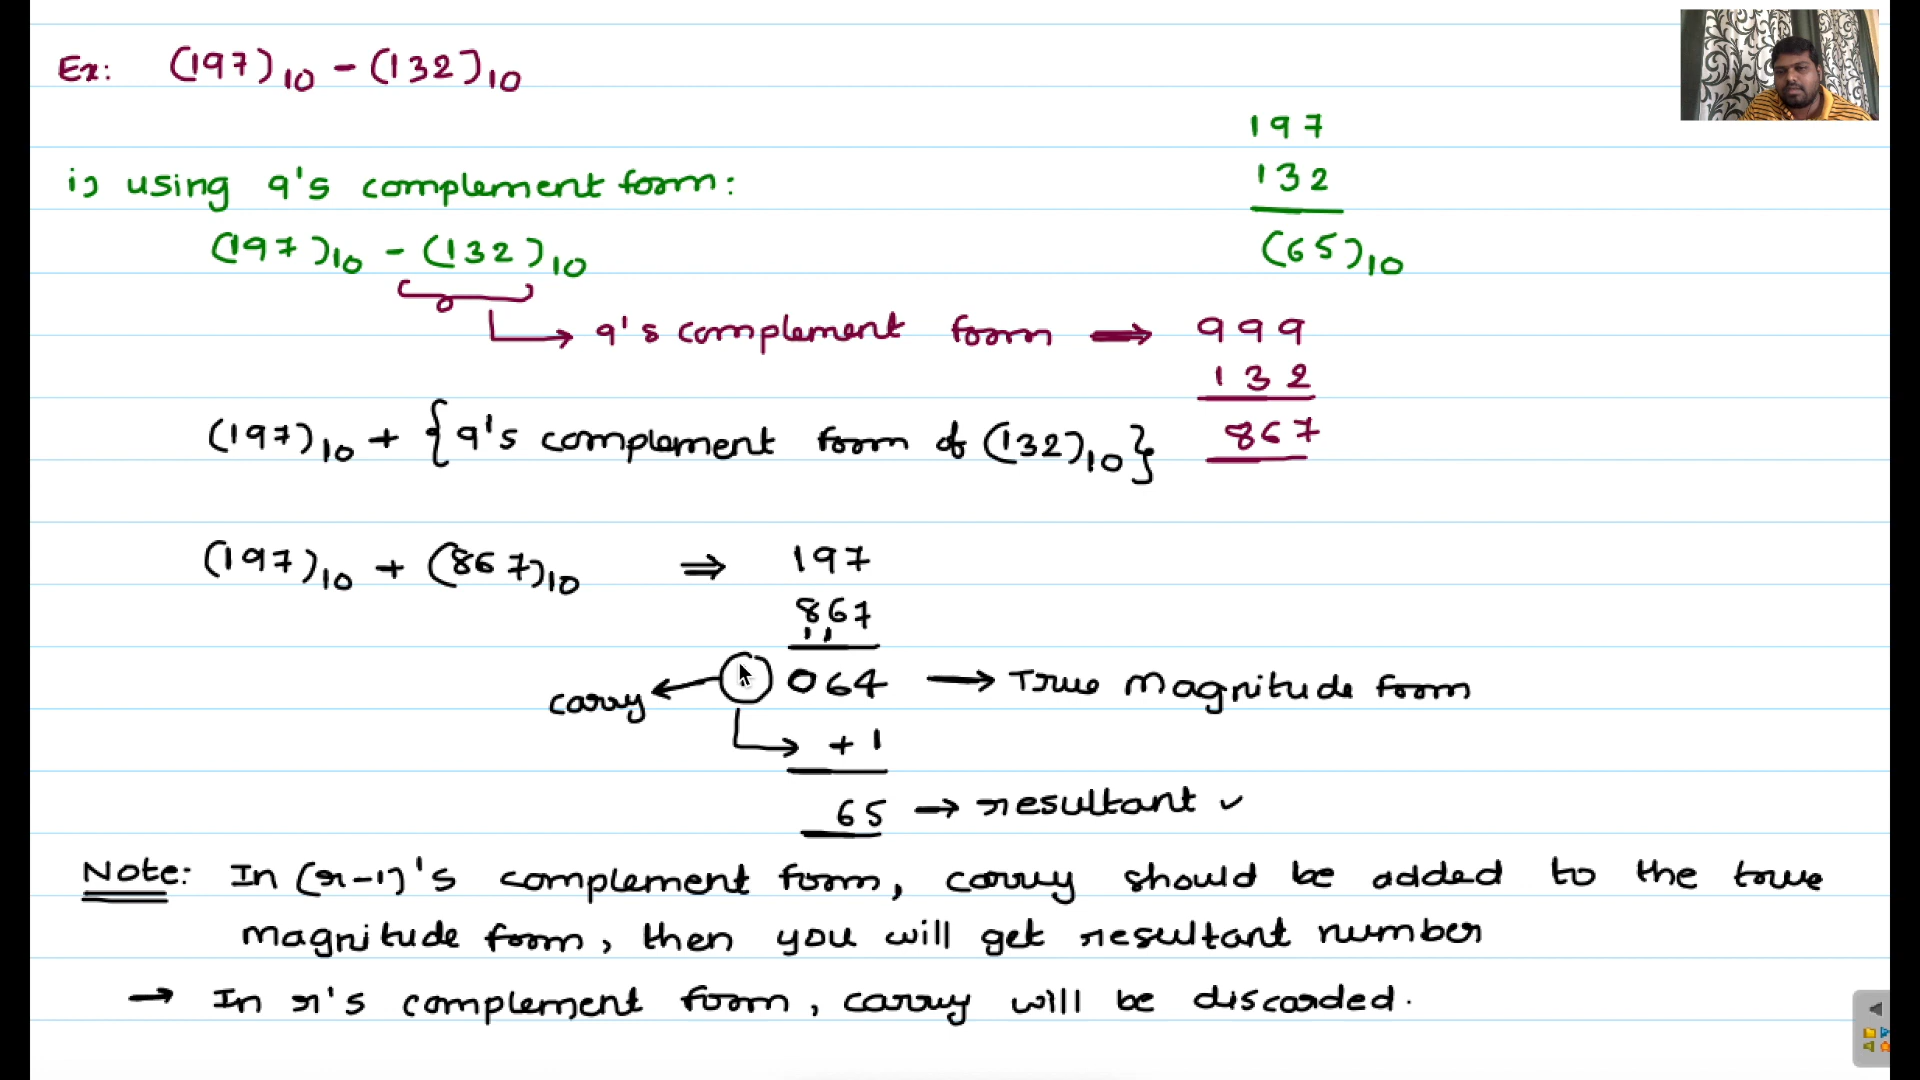 Ex: (197)10 - (132)10
197
132
(65)10
i) using 9's complement form:
(197)10 - (132)10
9's complement form → 999
132
867
(197)10 + {9's complement form of (132)10}
(197)10 + (867)10 ⇒ 197
867
1 1
carry ← 064 → True Magnitude form
→ + 1
65 → resultant ✓
Note: In (r-1)'s complement form, carry should be added to the true
magnitude form, then you will get resultant number
→ In r's complement form, carry will be discarded.